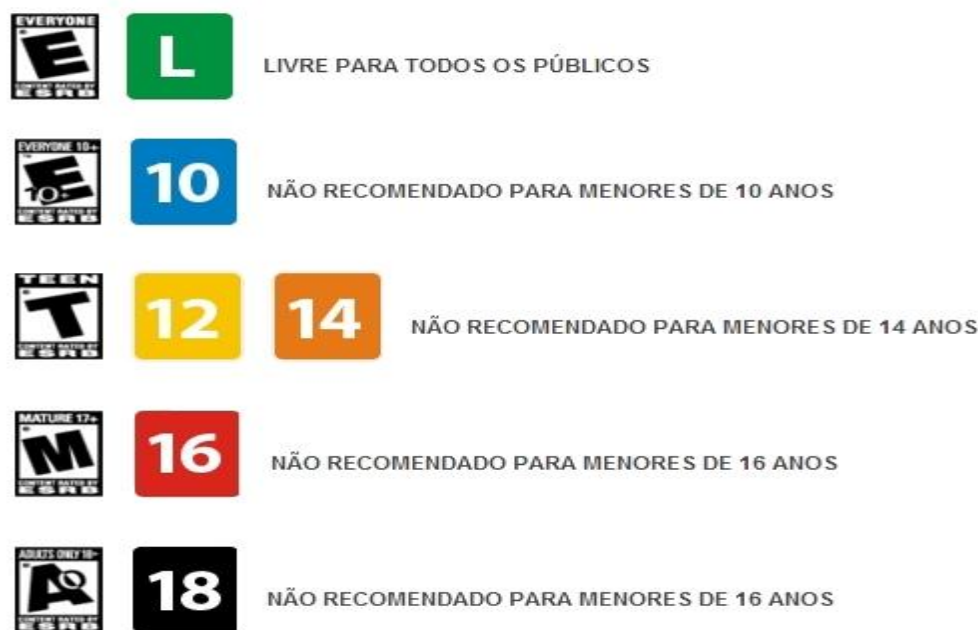 EVERYONE
E
CONTENT RATED BY
ESRB
L
LIVRE PARA TODOS OS PÚBLICOS
EVERYONE 10+
E
10+
CONTENT RATED BY
ESRB
10
NÃO RECOMENDADO PARA MENORES DE 10 ANOS
TEEN
T
CONTENT RATED BY
ESRB
12
14
NÃO RECOMENDADO PARA MENORES DE 14 ANOS
MATURE 17+
M
CONTENT RATED BY
ESRB
16
NÃO RECOMENDADO PARA MENORES DE 16 ANOS
ADULTS ONLY 18+
AO
CONTENT RATED BY
ESRB
18
NÃO RECOMENDADO PARA MENORES DE 16 ANOS